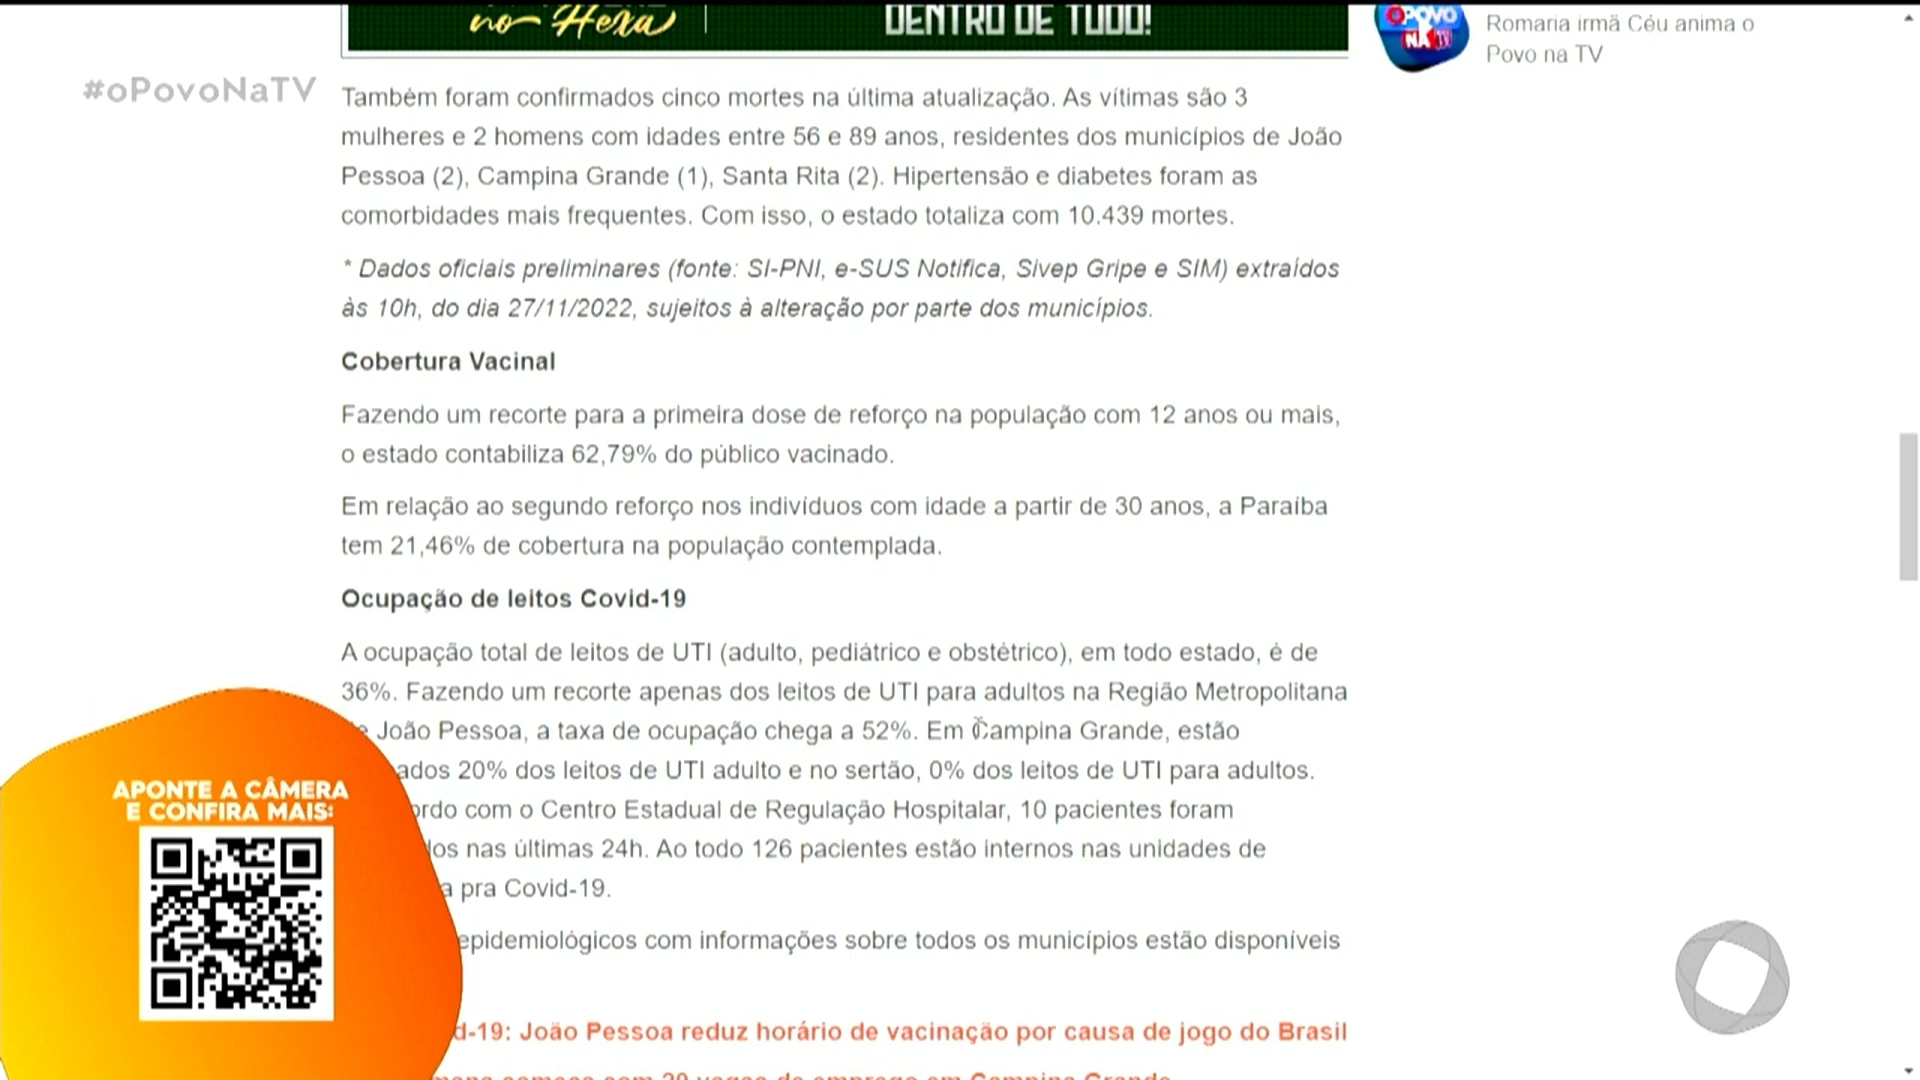 no Hexa
DENTRO DE TUDO!
O POVO
NA TV
Romaria irmã Céu anima o
Povo na TV
#oPovoNaTV
Também foram confirmados cinco mortes na última atualização. As vítimas são 3
mulheres e 2 homens com idades entre 56 e 89 anos, residentes dos municípios de João
Pessoa (2), Campina Grande (1), Santa Rita (2). Hipertensão e diabetes foram as
comorbidades mais frequentes. Com isso, o estado totaliza com 10.439 mortes.
* Dados oficiais preliminares (fonte: SI-PNI, e-SUS Notifica, Sivep Gripe e SIM) extraídos
às 10h, do dia 27/11/2022, sujeitos à alteração por parte dos municípios.
Cobertura Vacinal
Fazendo um recorte para a primeira dose de reforço na população com 12 anos ou mais,
o estado contabiliza 62,79% do público vacinado.
Em relação ao segundo reforço nos indivíduos com idade a partir de 30 anos, a Paraíba
tem 21,46% de cobertura na população contemplada.
Ocupação de leitos Covid-19
A ocupação total de leitos de UTI (adulto, pediátrico e obstétrico), em todo estado, é de
36%. Fazendo um recorte apenas dos leitos de UTI para adultos na Região Metropolitana
e João Pessoa, a taxa de ocupação chega a 52%. Em Campina Grande, estão
ados 20% dos leitos de UTI adulto e no sertão, 0% dos leitos de UTI para adultos.
ordo com o Centro Estadual de Regulação Hospitalar, 10 pacientes foram
dos nas últimas 24h. Ao todo 126 pacientes estão internos nas unidades de
a pra Covid-19.
epidemiológicos com informações sobre todos os municípios estão disponíveis
d-19: João Pessoa reduz horário de vacinação por causa de jogo do Brasil
APONTE A CÂMERA
E CONFIRA MAIS: